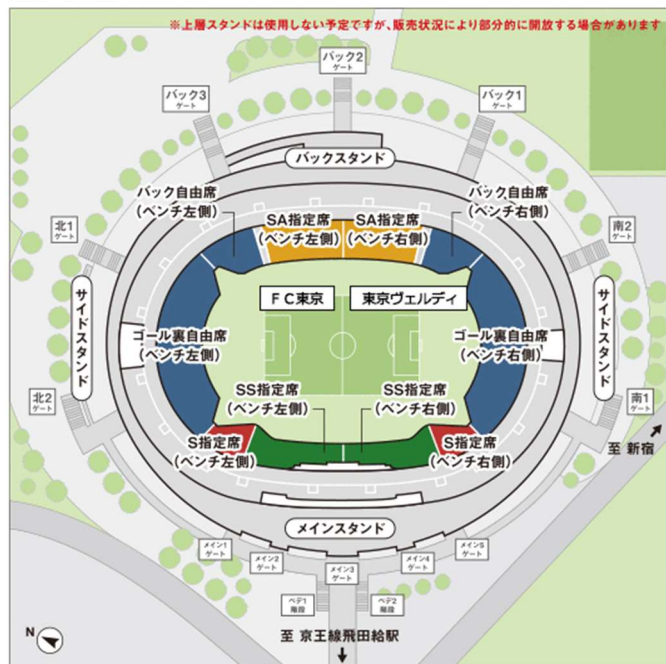 ※上層スタンドは使用しない予定ですが、販売状況により部分的に開放する場合があります
バック2
ゲート
バック3
ゲート
バック1
ゲート
バックスタンド
バック自由席
(ベンチ左側)
バック自由席
(ベンチ右側)
SA指定席
(ベンチ左側)
SA指定席
(ベンチ右側)
北1
ゲート
南2
ゲート
FC東京
東京ヴェルディ
サイドスタンド
サイドスタンド
ゴール裏自由席
(ベンチ左側)
ゴール裏自由席
(ベンチ右側)
SS指定席
(ベンチ左側)
SS指定席
(ベンチ右側)
北2
ゲート
南1
ゲート
至 新宿
S指定席
(ベンチ左側)
S指定席
(ベンチ右側)
メインスタンド
メイン1
ゲート
メイン2
ゲート
メイン3
ゲート
メイン4
ゲート
メイン5
ゲート
ペデ1
階段
ペデ2
階段
N
至 京王線飛田給駅